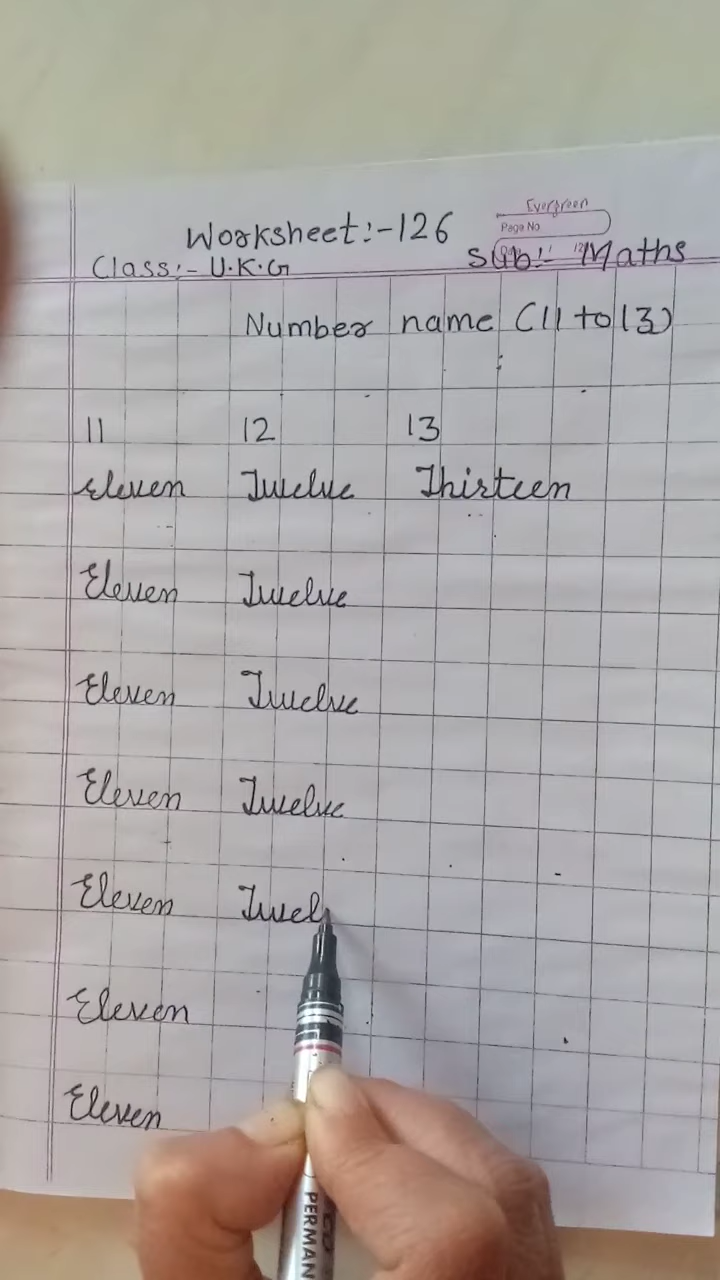 Evergreen
Worksheet:-126
Page No
Class:- U.K.G
Sub:- Maths
Number name (11 to 13)
11 12 13
Eleven Twelve Thirteen
Eleven Twelve
Eleven Twelve
Eleven Twelve
Eleven Twel
Eleven
Eleven
PERMAN